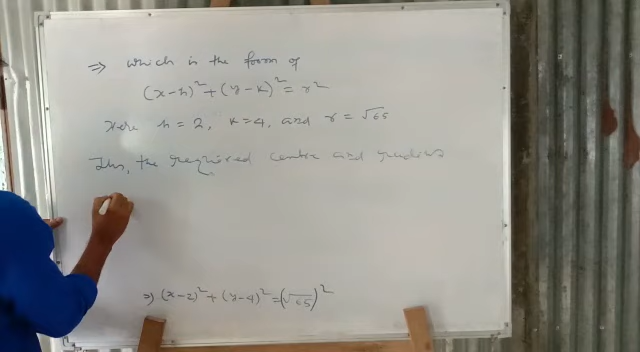 ⇒ which is the form of
(x-h)² + (y-k)² = r²
Here h = 2, k = 4, and r = √65
Thus, the required centre and radius
⇒ (x-2)² + (y-4)² = (√65)²